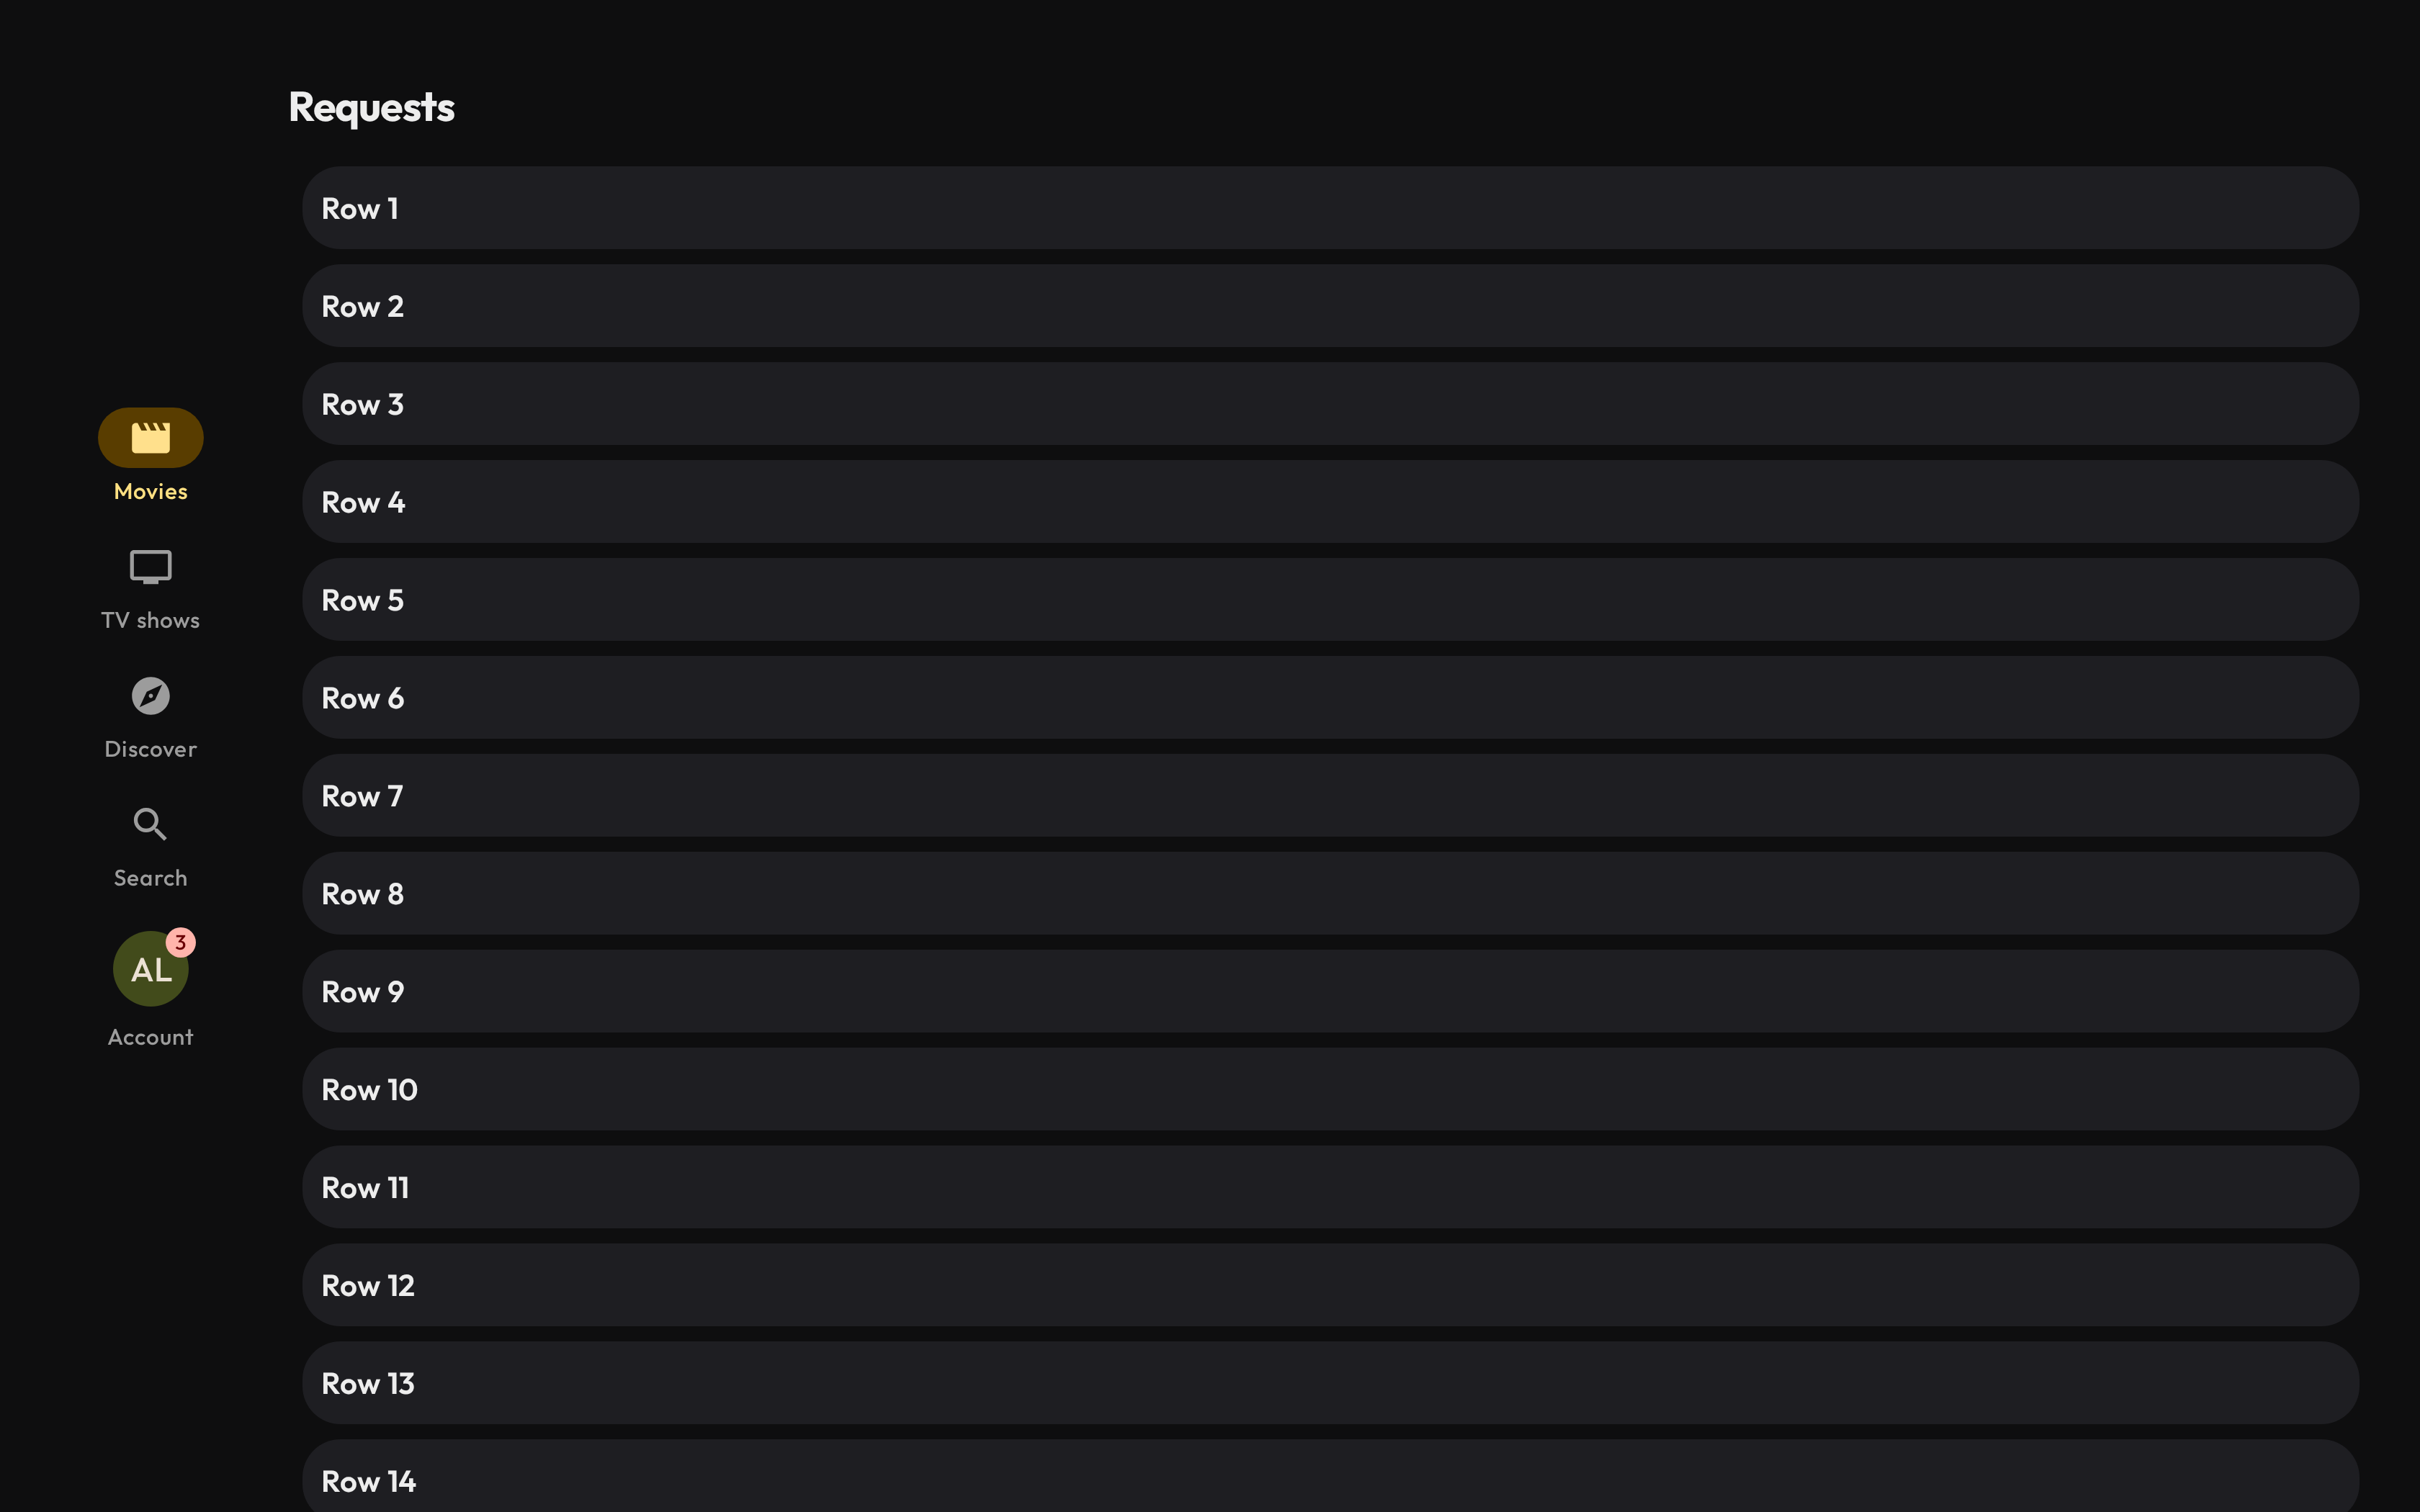 Requests
Row 1
Row 2
Row 3
Row 4
Row 5
Row 6
Row 7
Row 8
Row 9
Row 10
Row 11
Row 12
Row 13
Row 14
Movies
TV shows
Discover
Search
3
AL
Account